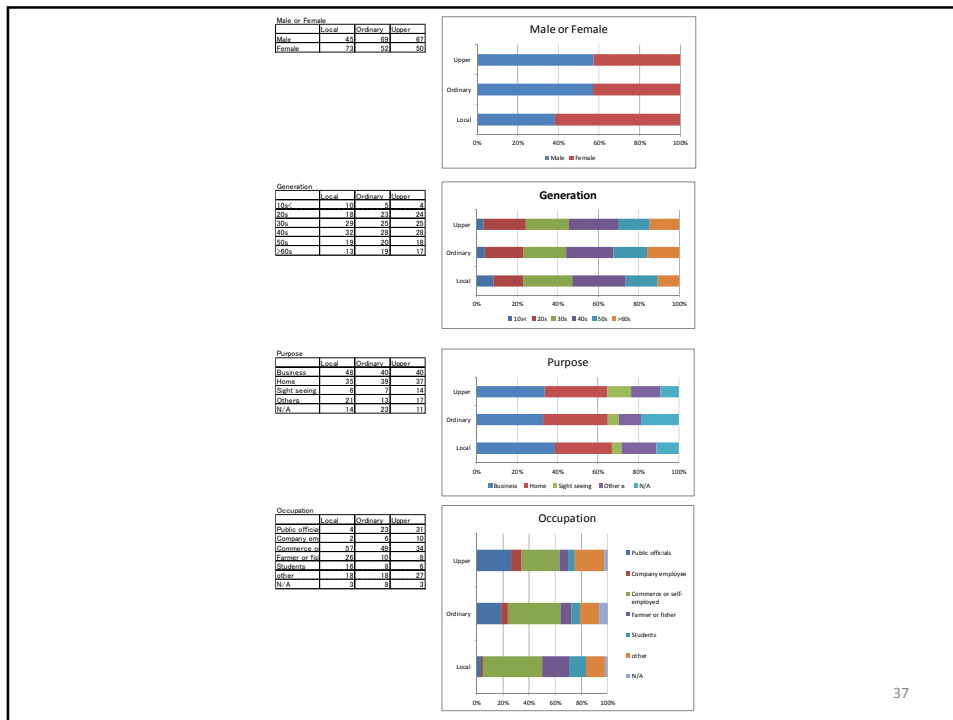 Male or Female
Local Ordinary Upper
Male 45 69 67
Female 73 52 50
Male or Female
Upper
Ordinary
Local
0% 20% 40% 60% 80% 100%
Male Female
Generation
Local Ordinary Upper
10s< 10 5 4
20s 18 23 24
30s 29 25 25
40s 32 28 28
50s 19 20 18
>60s 13 19 17
Generation
Upper
Ordinary
Local
0% 20% 40% 60% 80% 100%
10s< 20s 30s 40s 50s >60s
Purpose
Local Ordinary Upper
Business 48 40 40
Home 35 39 37
Sight seeing 6 7 14
Others 21 13 17
N/A 14 23 11
Purpose
Upper
Ordinary
Local
0% 20% 40% 60% 80% 100%
Business Home Sight seeing Other s N/A
Occupation
Local Ordinary Upper
Public officia 4 23 31
Company em 2 6 10
Commerce o 57 49 34
Farmer or fis 26 10 8
Students 16 8 6
other 18 18 27
N/A 3 8 3
Occupation
Upper
Ordinary
Local
0% 20% 40% 60% 80% 100%
Public officials
Company employee
Commerce or self-
employed
Farmer or fisher
Students
other
N/A
37